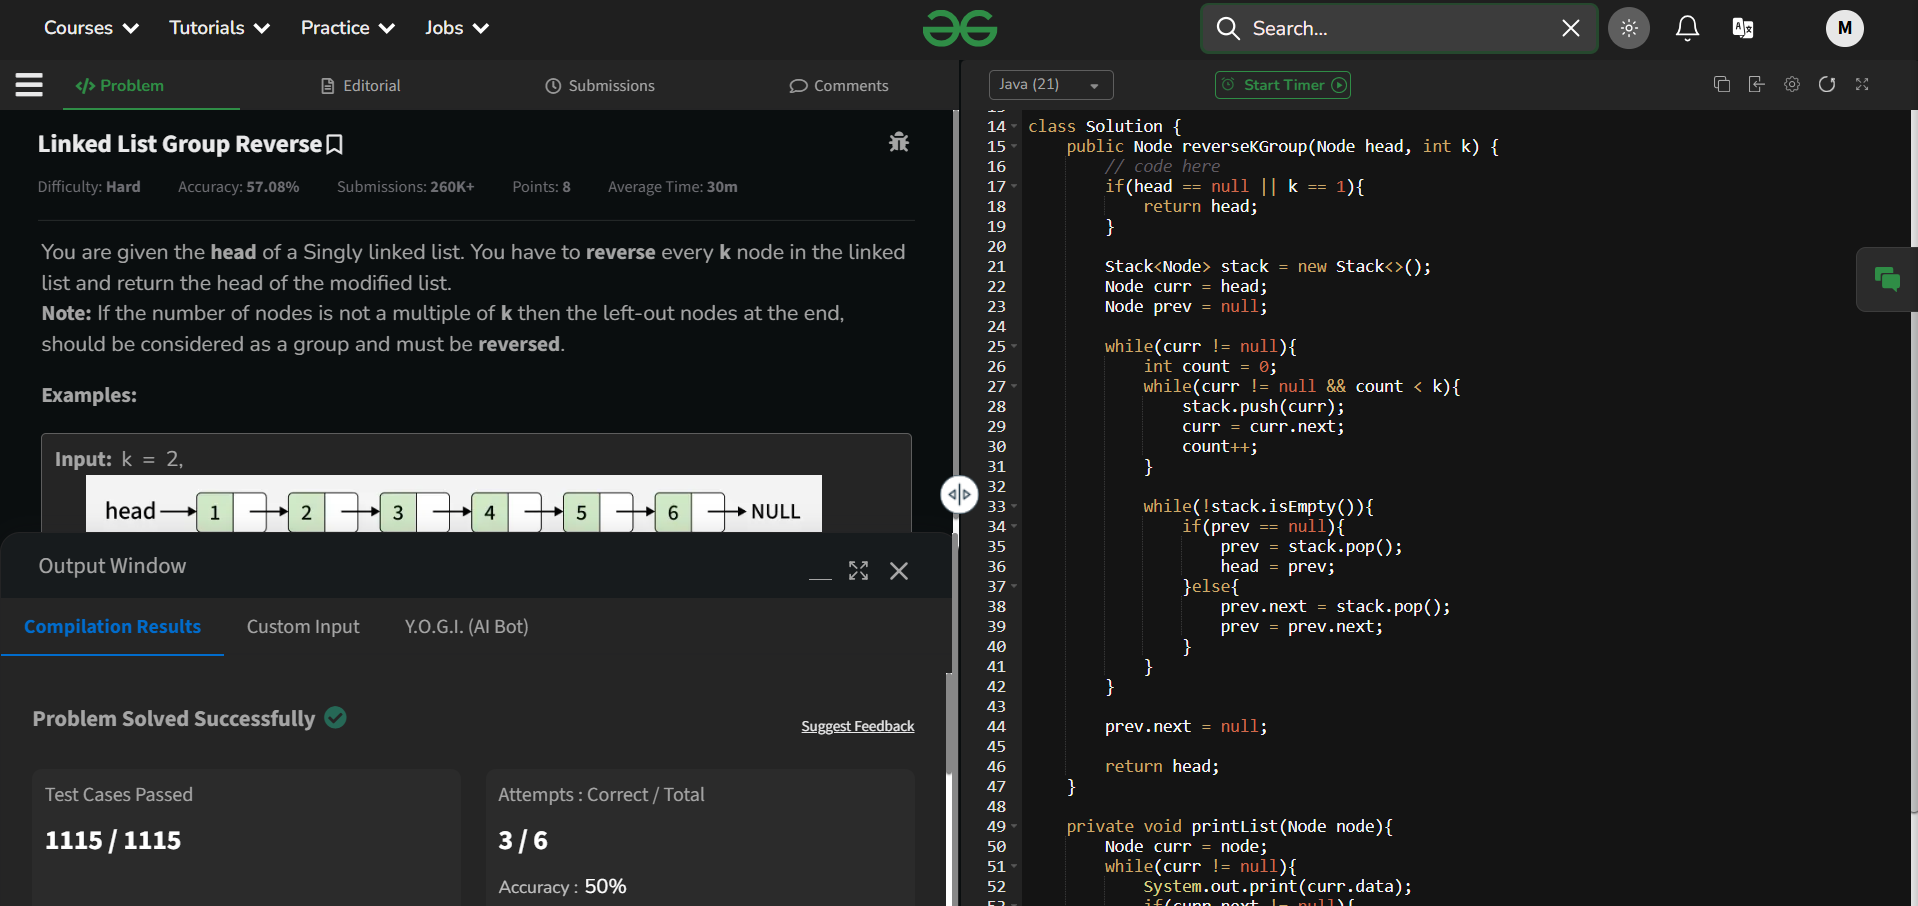 Courses Tutorials Practice Jobs Search... M
Problem Editorial Submissions Comments
Linked List Group Reverse
Difficulty: Hard Accuracy: 57.08% Submissions: 260K+ Points: 8 Average Time: 30m
You are given the head of a Singly linked list. You have to reverse every k node in the linked
list and return the head of the modified list.
Note: If the number of nodes is not a multiple of k then the left-out nodes at the end,
should be considered as a group and must be reversed.
Examples:
Input: k = 2,
head 1 2 3 4 5 6 NULL
Output Window
Compilation Results Custom Input Y.O.G.I. (AI Bot)
Problem Solved Successfully
Suggest Feedback
Test Cases Passed
1115 / 1115
Attempts : Correct / Total
3 / 6
Accuracy : 50%
Java (21) Start Timer
14 class Solution {
15 public Node reverseKGroup(Node head, int k) {
16 // code here
17 if(head == null || k == 1){
18 return head;
19 }
20
21 Stack<Node> stack = new Stack<>();
22 Node curr = head;
23 Node prev = null;
24
25 while(curr != null){
26 int count = 0;
27 while(curr != null && count < k){
28 stack.push(curr);
29 curr = curr.next;
30 count++;
31 }
32
33 while(!stack.isEmpty()){
34 if(prev == null){
35 prev = stack.pop();
36 head = prev;
37 }else{
38 prev.next = stack.pop();
39 prev = prev.next;
40 }
41 }
42 }
43
44 prev.next = null;
45
46 return head;
47 }
48
49 private void printList(Node node){
50 Node curr = node;
51 while(curr != null){
52 System.out.print(curr.data);
if(curr.next != null){